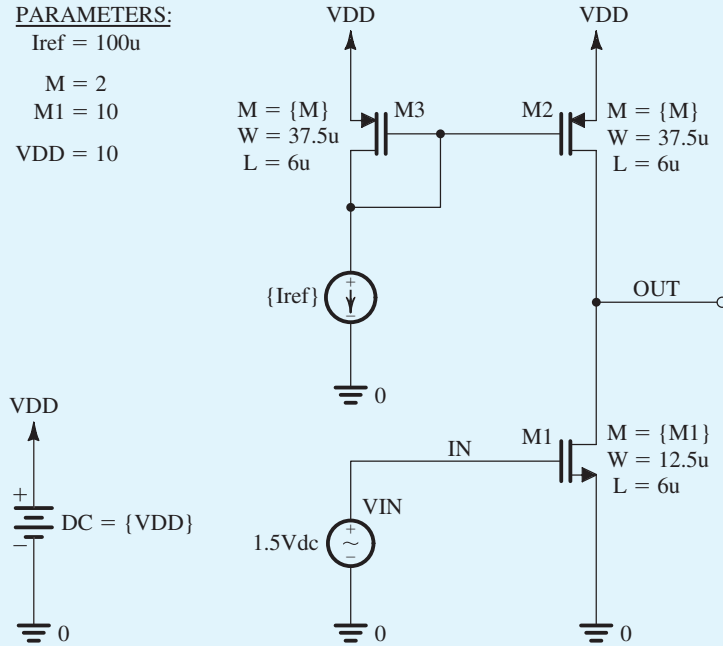 PARAMETERS:
Iref = 100u
M = 2
M1 = 10
VDD = 10
VDD
VDD
M = {M}
W = 37.5u
L = 6u
M3
M2
M = {M}
W = 37.5u
L = 6u
{Iref}
+
−
OUT
0
VDD
+
−
DC = {VDD}
0
IN
M1
M = {M1}
W = 12.5u
L = 6u
VIN
1.5Vdc
+
~
−
0
0